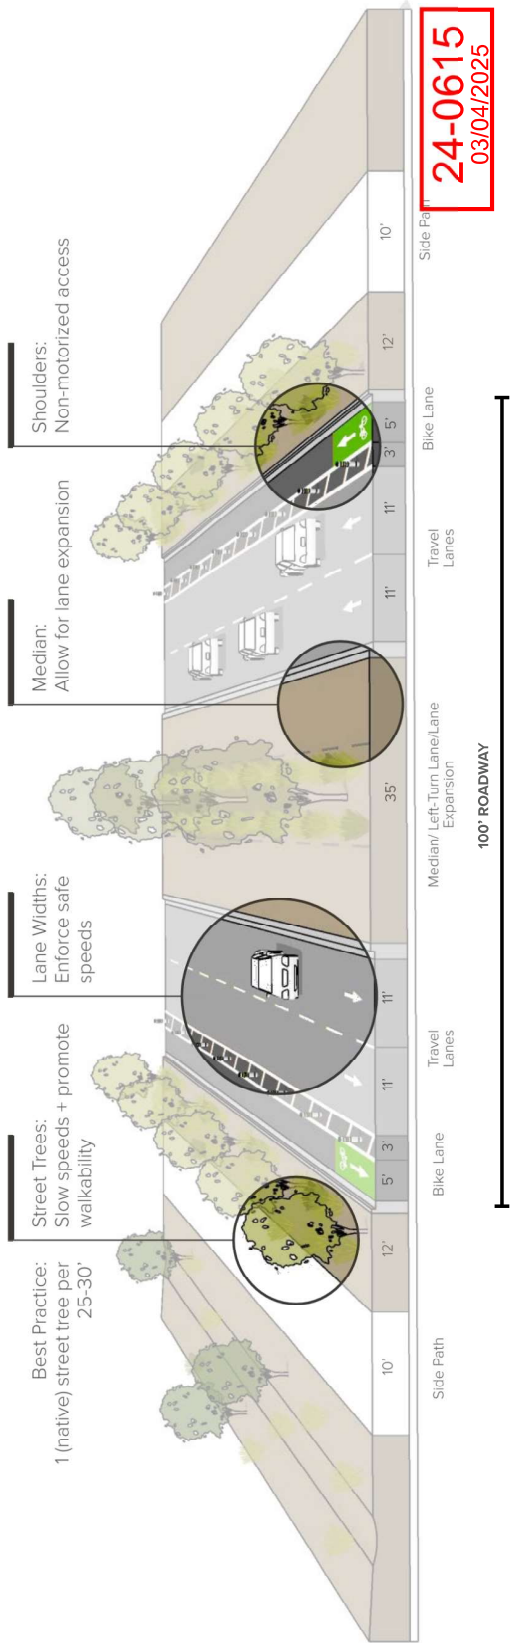 Best Practice:
1 (native) street tree per
25-30'
Street Trees:
Slow speeds + promote
walkability
Lane Widths:
Enforce safe
speeds
Median:
Allow for lane expansion
Shoulders:
Non-motorized access
10'
12'
5'
3'
11'
11'
35'
11'
11'
3'
5'
12'
10'
Side Path
Bike Lane
Travel
Lanes
Median/ Left-Turn Lane/Lane
Expansion
Travel
Lanes
Bike Lane
Side Path
100' ROADWAY
24-0615
03/04/2025